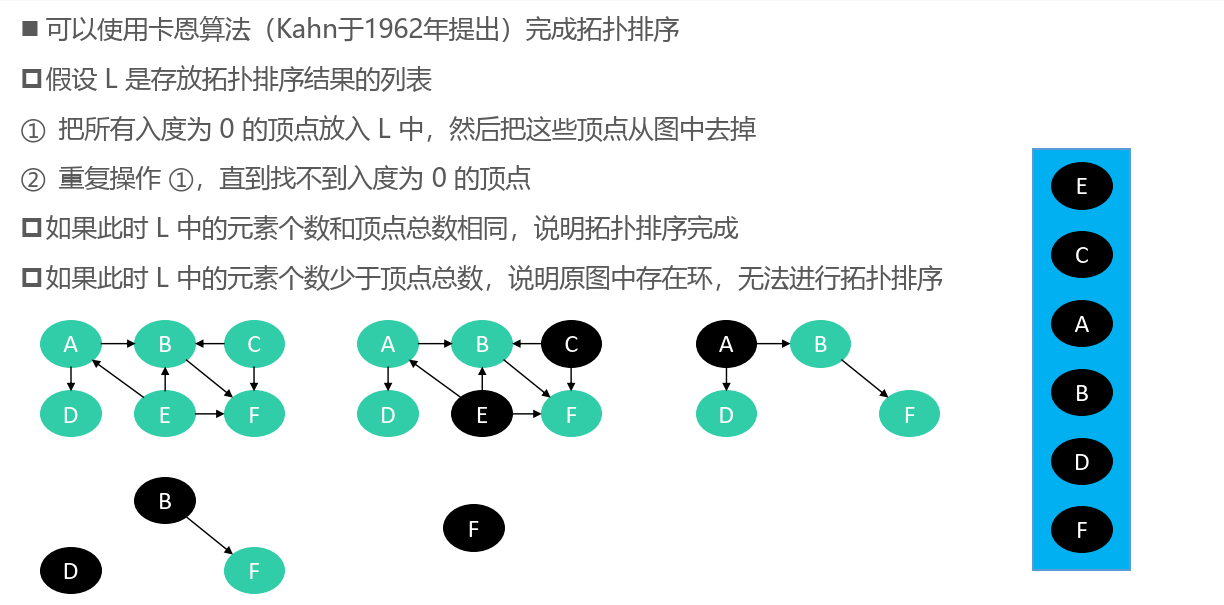 ■ 可以使用卡恩算法（Kahn于1962年提出）完成拓扑排序
假设 L 是存放拓扑排序结果的列表
① 把所有入度为 0 的顶点放入 L 中，然后把这些顶点从图中去掉
② 重复操作 ①，直到找不到入度为 0 的顶点
如果此时 L 中的元素个数和顶点总数相同，说明拓扑排序完成
如果此时 L 中的元素个数少于顶点总数，说明原图中存在环，无法进行拓扑排序
A B C
D E F
A B C
D E F
A B
D F
B
D F
F
E
C
A
B
D
F